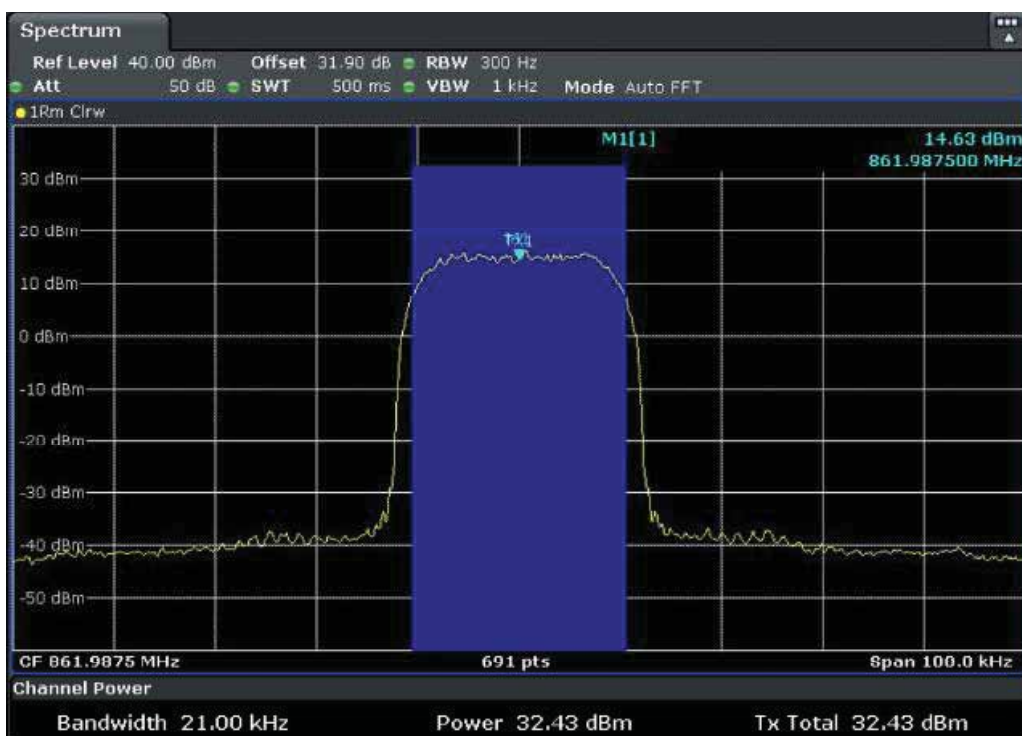 Spectrum
Ref Level 40.00 dBm Offset 31.90 dB RBW 300 Hz
Att 50 dB SWT 500 ms VBW 1 kHz Mode Auto FFT
1Rm Clrw
M1[1] 14.63 dBm
861.987500 MHz
30 dBm
20 dBm
10 dBm
0 dBm
-10 dBm
-20 dBm
-30 dBm
-40 dBm
-50 dBm
CF 861.9875 MHz 691 pts Span 100.0 kHz
Channel Power
Bandwidth 21.00 kHz Power 32.43 dBm Tx Total 32.43 dBm